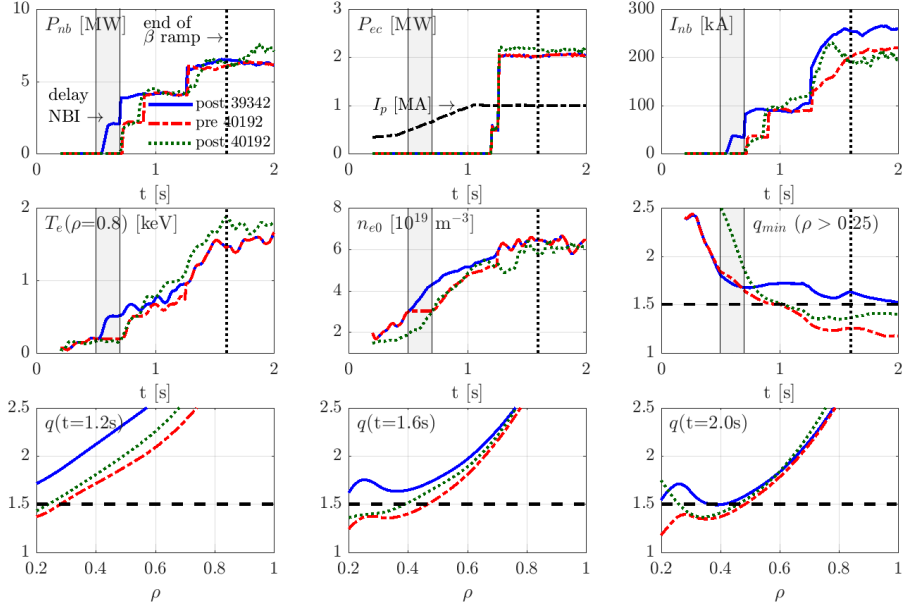 P_nb [MW]
end of
β ramp →
delay
NBI →
post 39342
pre 40192
post 40192
10
5
0
0
1
2
t [s]
P_ec [MW]
I_p [MA] →
3
2
1
0
0
1
2
t [s]
I_nb [kA]
300
200
100
0
0
1
2
t [s]
T_e(ρ=0.8) [keV]
2
1
0
0
1
2
t [s]
n_e0 [10^19 m^−3]
8
6
4
2
0
1
2
t [s]
q_min (ρ > 0.25)
2.5
2
1.5
1
0
1
2
t [s]
q(t=1.2s)
2.5
2
1.5
1
0.2
0.4
0.6
0.8
1
ρ
q(t=1.6s)
2.5
2
1.5
1
0.2
0.4
0.6
0.8
1
ρ
q(t=2.0s)
2.5
2
1.5
1
0.2
0.4
0.6
0.8
1
ρ